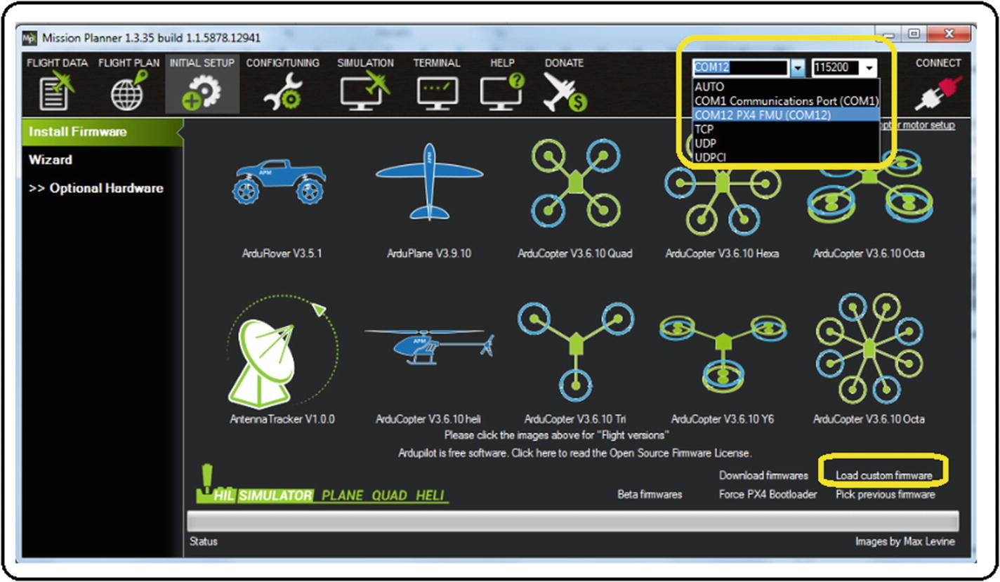 Mission Planner 1.3.35 build 1.1.5878.12941
FLIGHT DATA FLIGHT PLAN INITIAL SETUP CONFIG/TUNING SIMULATION TERMINAL HELP DONATE
COM12 115200 CONNECT
AUTO
COM1 Communications Port (COM1)
COM12 PX4 FMU (COM12)
TCP
UDP
UDPCl
motor setup
Install Firmware
Wizard
>> Optional Hardware
APM
APM
ArduRover V3.5.1 ArduPlane V3.9.10 ArduCopter V3.6.10 Quad ArduCopter V3.6.10 Hexa ArduCopter V3.6.10 Octa
APM
AntennaTracker V1.0.0 ArduCopter V3.6.10 heli ArduCopter V3.6.10 Tri ArduCopter V3.6.10 Y6 ArduCopter V3.6.10 Octa
Please click the images above for "Flight versions"
Ardupilot is free software. Click here to read the Open Source Firmware License.
Download firmwares Load custom firmware
HIL SIMULATOR PLANE QUAD HELI
Beta firmwares Force PX4 Bootloader Pick previous firmware
Status Images by Max Levine